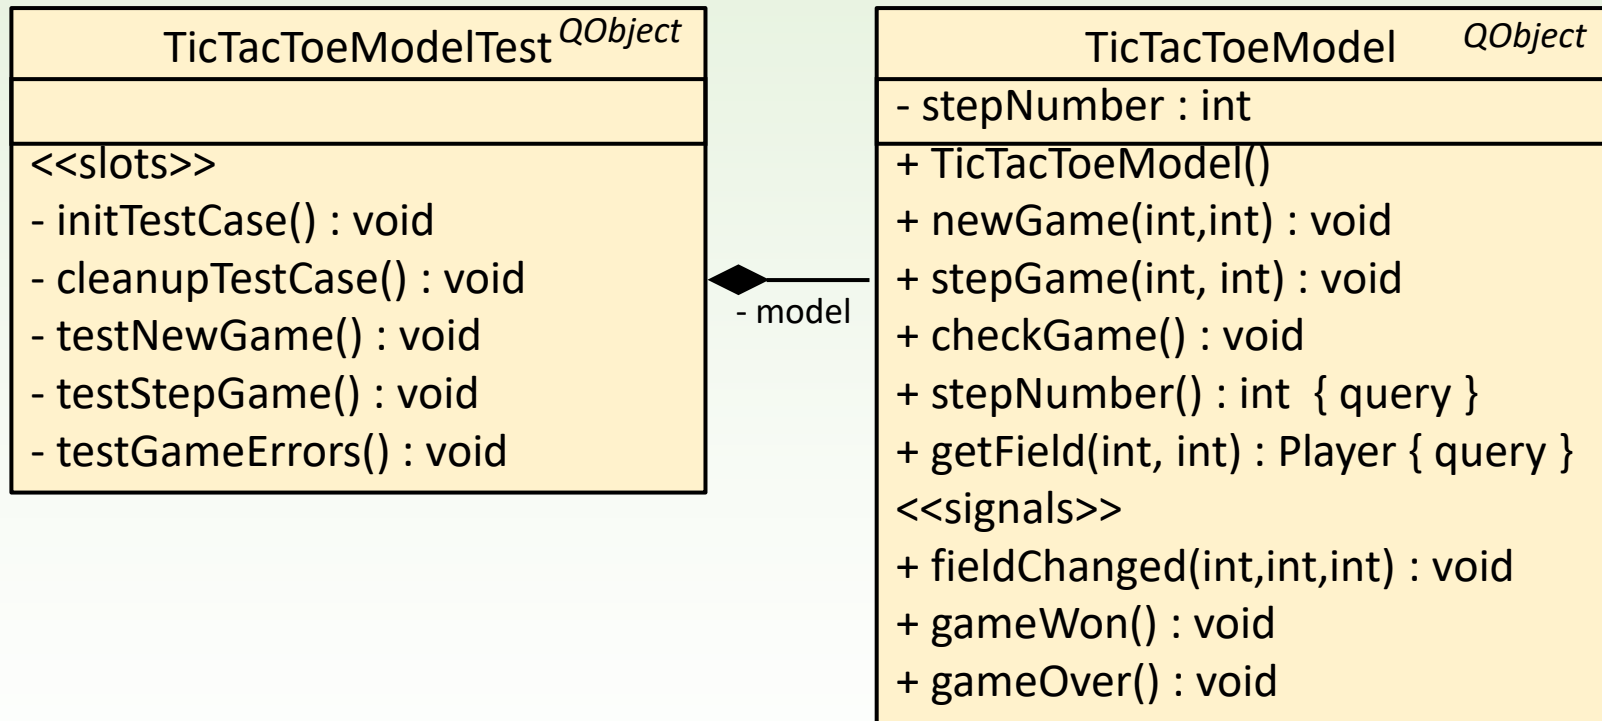 TicTacToeModelTest QObject
<<slots>>
- initTestCase() : void
- cleanupTestCase() : void
- testNewGame() : void
- testStepGame() : void
- testGameErrors() : void
- model
TicTacToeModel QObject
- stepNumber : int
+ TicTacToeModel()
+ newGame(int,int) : void
+ stepGame(int, int) : void
+ checkGame() : void
+ stepNumber() : int { query }
+ getField(int, int) : Player { query }
<<signals>>
+ fieldChanged(int,int,int) : void
+ gameWon() : void
+ gameOver() : void